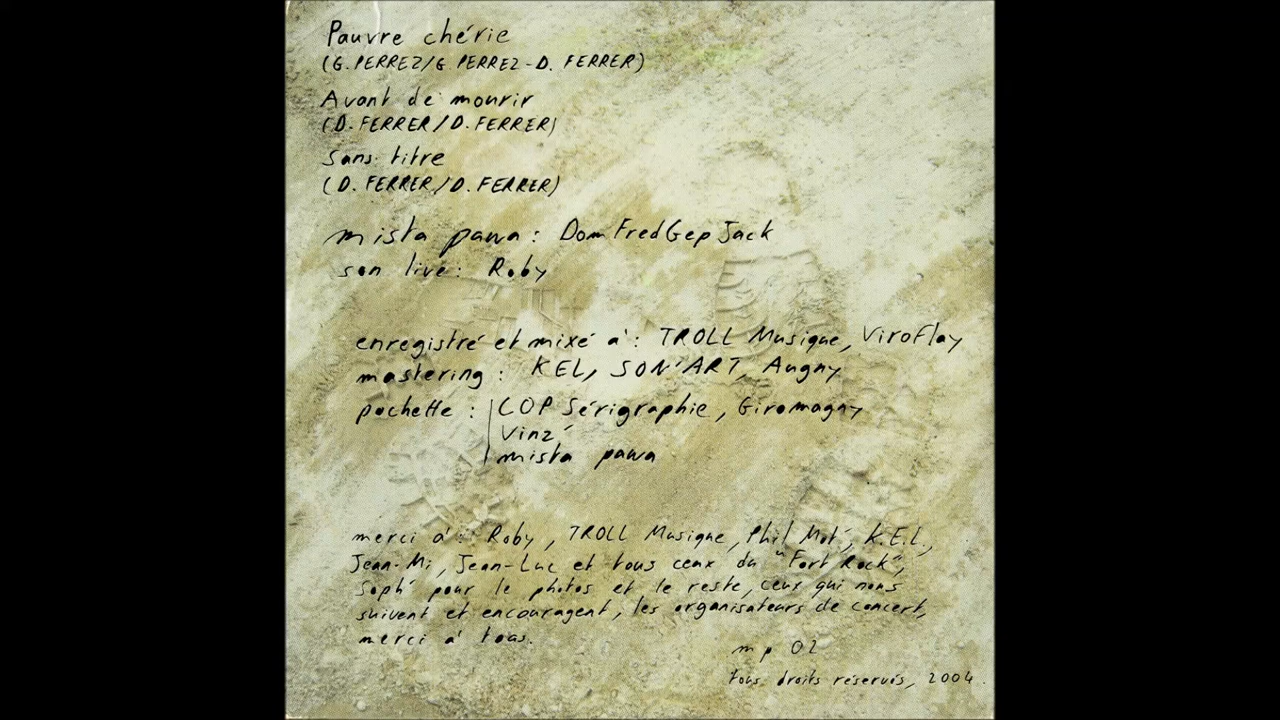 Pauvre chérie
(G. PERREZ/G PERREZ-D. FERRER)
Avant de mourir
(D. FERRER/D. FERRER)
Sans titre
(D. FERRER/D. FERRER)
mista pawa : DomFredGepJack
son live : Roby
enregistré et mixé à : TROLL Musique, Viroflay
mastering : KEL, SON'ART, Augny
pochette : COP Sérigraphie, Giromagny
Vinz'
mista pawa
merci à : Roby, TROLL Musique, Phil Mot', K.E.L.,
Jean-Mi, Jean-Luc et tous ceux du "Fort Rock",
Soph' pour le photos et le reste, ceux qui nous
suivent et encouragent, les organisateurs de concert,
merci à tous.
mp 02
tous droits réservés, 2004.